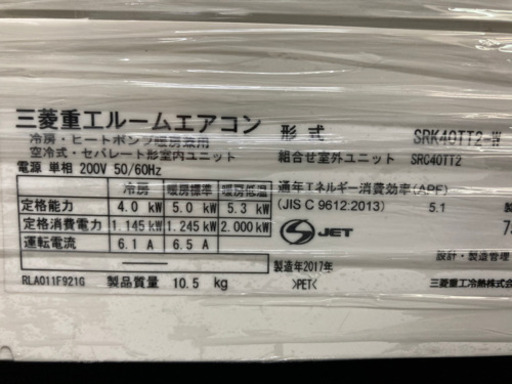 三菱重工ルームエアコン 形式 SRK40TT2-W
冷房・ヒートポンプ暖房兼用
空冷式・セパレート形室内ユニット 組合せ室外ユニット SRC40TT2
電源 単相 200V 50/60Hz
冷房 暖房標準 暖房低温 通年エネルギー消費効率(APF)
定格能力 4.0 kW 5.0 kW 5.3 kW (JIS C 9612:2013) 5.1 製
定格消費電力 1.145 kW 1.245 kW 2.000 kW JET
運転電流 6.1 A 6.5 A
設計・製造管理
製造年2017年
RLA011F921G 製品質量 10.5 kg >PET< 三菱重工冷熱株式会